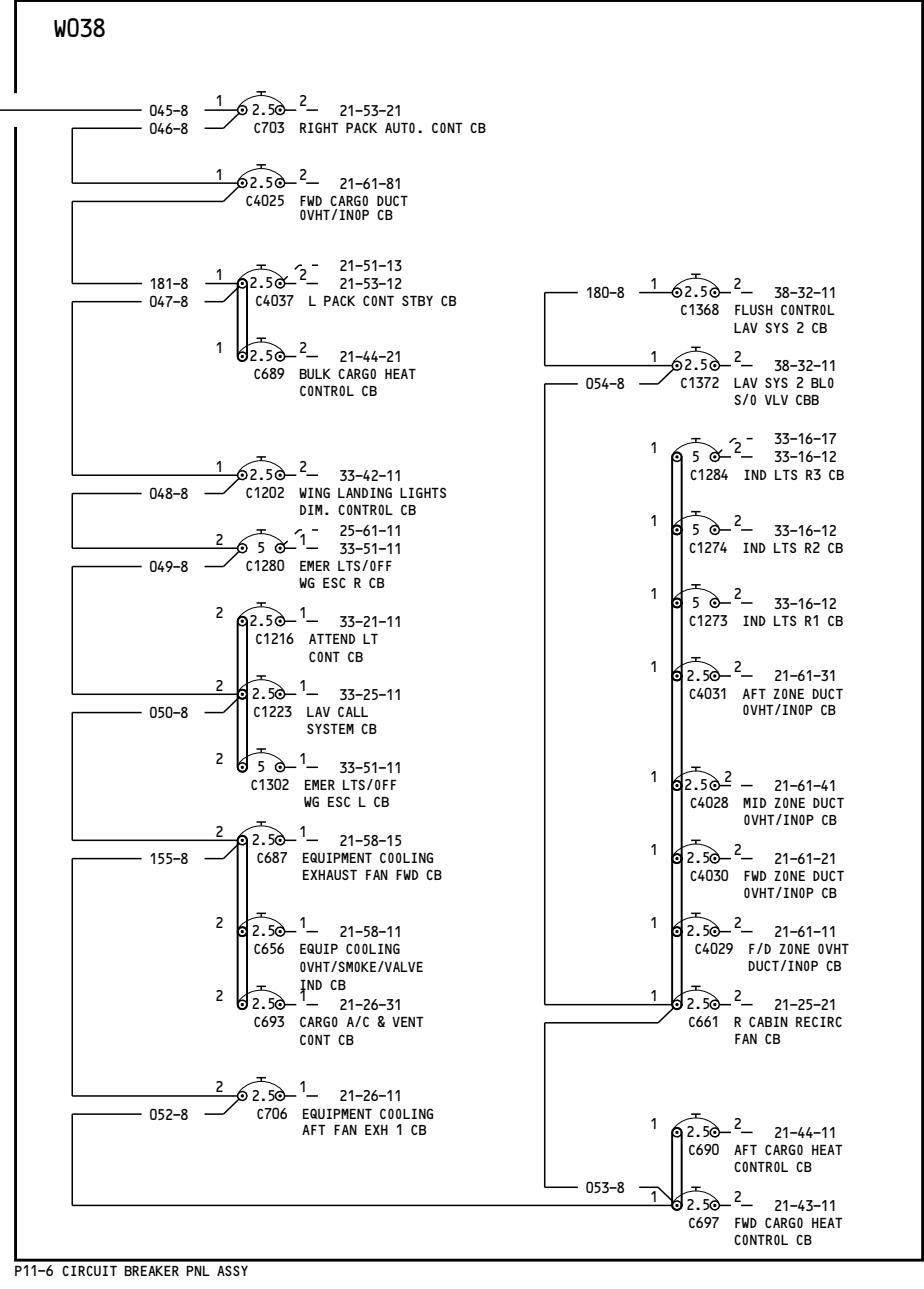 W038
045-8 1 2.5 2 21-53-21
046-8 C703 RIGHT PACK AUTO. CONT CB
1 2.5 2 21-61-81
C4025 FWD CARGO DUCT
OVHT/INOP CB
21-51-13
181-8 1 2.5 2 21-53-12
047-8 C4037 L PACK CONT STBY CB
1 2.5 2 21-44-21
C689 BULK CARGO HEAT
CONTROL CB
1 2.5 2 33-42-11
048-8 C1202 WING LANDING LIGHTS
DIM. CONTROL CB
25-61-11
2 5 1 33-51-11
049-8 C1280 EMER LTS/OFF
WG ESC R CB
2 2.5 1 33-21-11
C1216 ATTEND LT
CONT CB
2 2.5 1 33-25-11
050-8 C1223 LAV CALL
SYSTEM CB
2 5 1 33-51-11
C1302 EMER LTS/OFF
WG ESC L CB
2 2.5 1 21-58-15
155-8 C687 EQUIPMENT COOLING
EXHAUST FAN FWD CB
2 2.5 1 21-58-11
C656 EQUIP COOLING
OVHT/SMOKE/VALVE
IND CB
2 2.5 1 21-26-31
C693 CARGO A/C & VENT
CONT CB
2 2.5 1 21-26-11
052-8 C706 EQUIPMENT COOLING
AFT FAN EXH 1 CB
180-8 1 2.5 2 38-32-11
C1368 FLUSH CONTROL
LAV SYS 2 CB
1 2.5 2 38-32-11
054-8 C1372 LAV SYS 2 BLO
S/O VLV CBB
33-16-17
1 5 2 33-16-12
C1284 IND LTS R3 CB
1 5 2 33-16-12
C1274 IND LTS R2 CB
1 5 2 33-16-12
C1273 IND LTS R1 CB
1 2.5 2 21-61-31
C4031 AFT ZONE DUCT
OVHT/INOP CB
1 2.5 2 21-61-41
C4028 MID ZONE DUCT
OVHT/INOP CB
1 2.5 2 21-61-21
C4030 FWD ZONE DUCT
OVHT/INOP CB
1 2.5 2 21-61-11
C4029 F/D ZONE OVHT
DUCT/INOP CB
1 2.5 2 21-25-21
C661 R CABIN RECIRC
FAN CB
1 2.5 2 21-44-11
C690 AFT CARGO HEAT
CONTROL CB
053-8 1 2.5 2 21-43-11
C697 FWD CARGO HEAT
CONTROL CB
P11-6 CIRCUIT BREAKER PNL ASSY